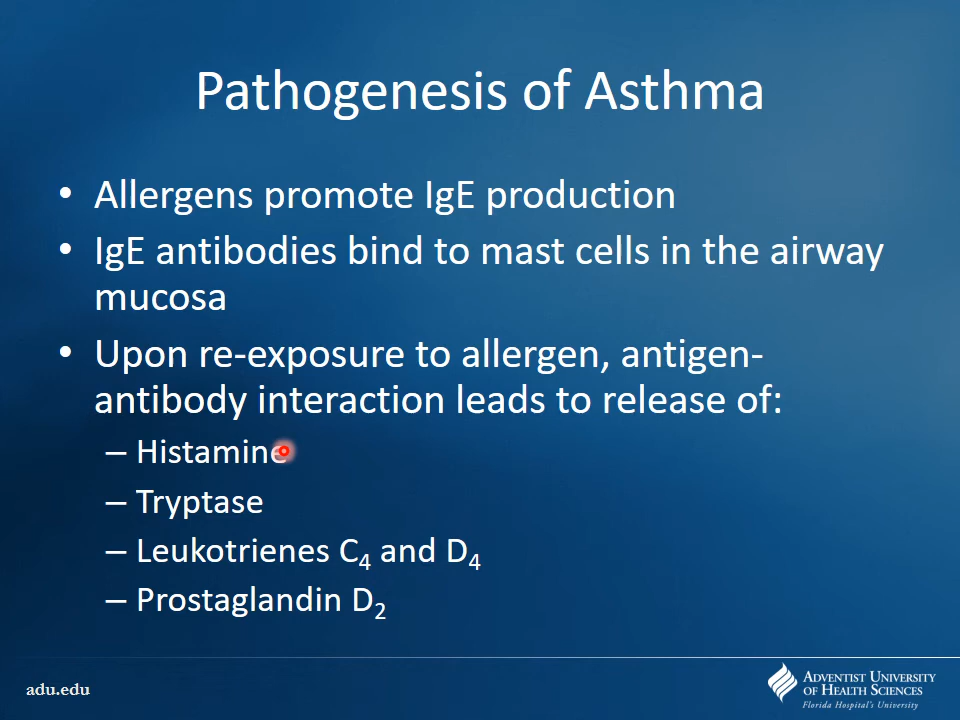 Pathogenesis of Asthma
• Allergens promote IgE production
• IgE antibodies bind to mast cells in the airway
mucosa
• Upon re-exposure to allergen, antigen-
antibody interaction leads to release of:
– Histamine
– Tryptase
– Leukotrienes C₄ and D₄
– Prostaglandin D₂
adu.edu
ADVENTIST UNIVERSITY
OF HEALTH SCIENCES
Florida Hospital's University